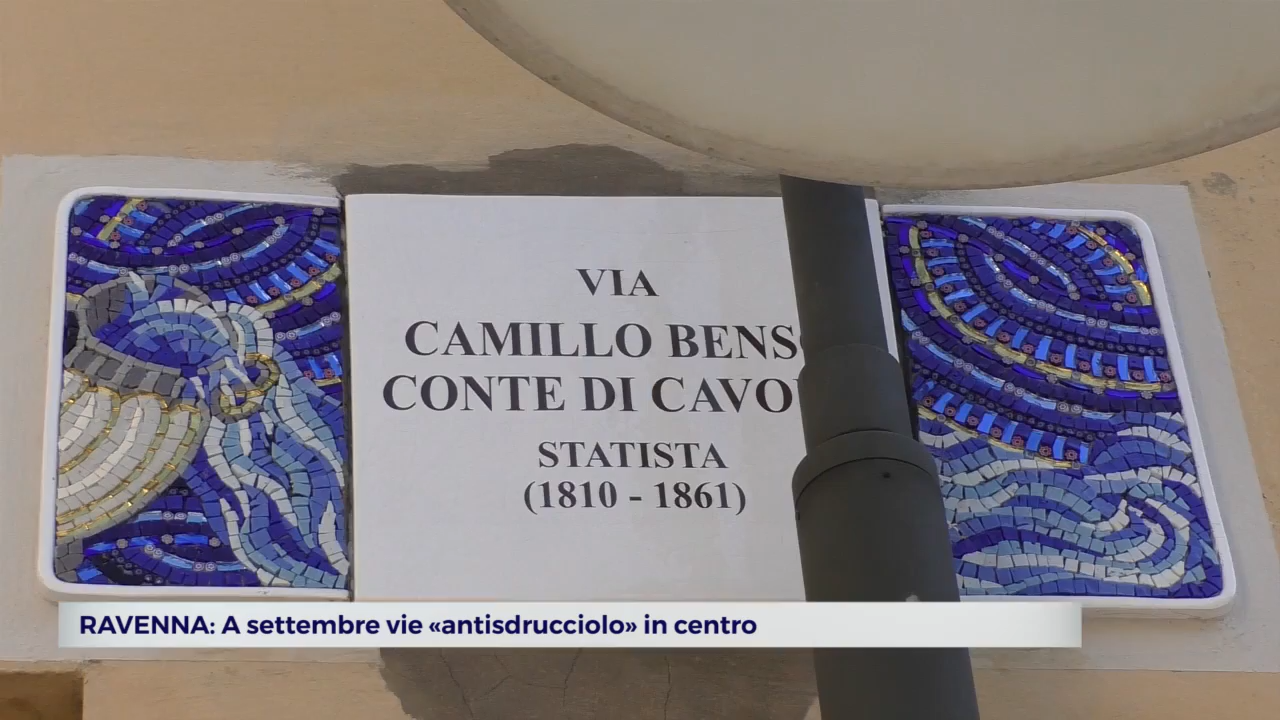 VIA
CAMILLO BENS
CONTE DI CAVO
STATISTA
(1810 - 1861)
RAVENNA: A settembre vie «antisdrucciolo» in centro